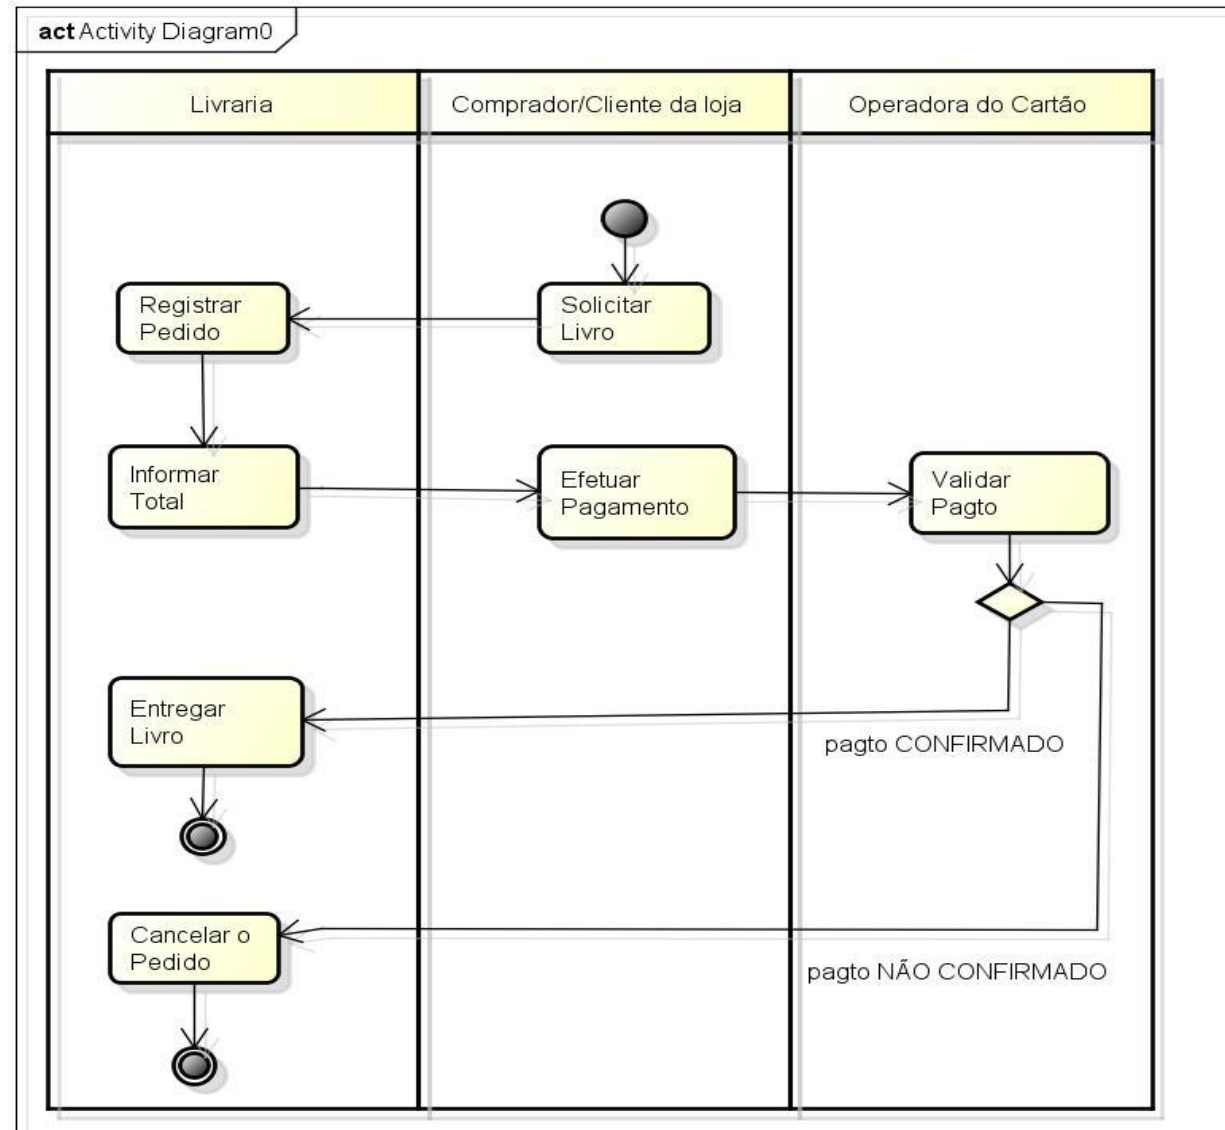 act Activity Diagram0
Livraria
Comprador/Cliente da loja
Operadora do Cartão
Registrar
Pedido
Solicitar
Livro
Informar
Total
Efetuar
Pagamento
Validar
Pagto
Entregar
Livro
pagto CONFIRMADO
Cancelar o
Pedido
pagto NÃO CONFIRMADO